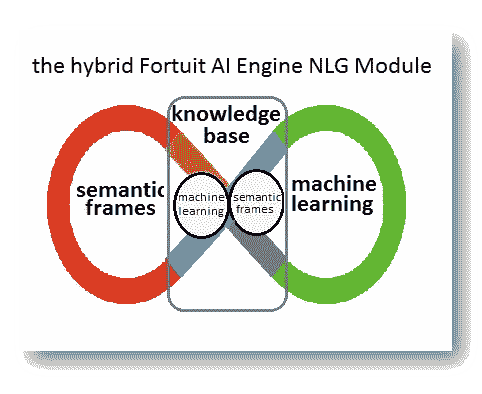 the hybrid Fortuit AI Engine NLG Module
knowledge
base
semantic
frames
machine
learning
semantic
frames
machine
learning